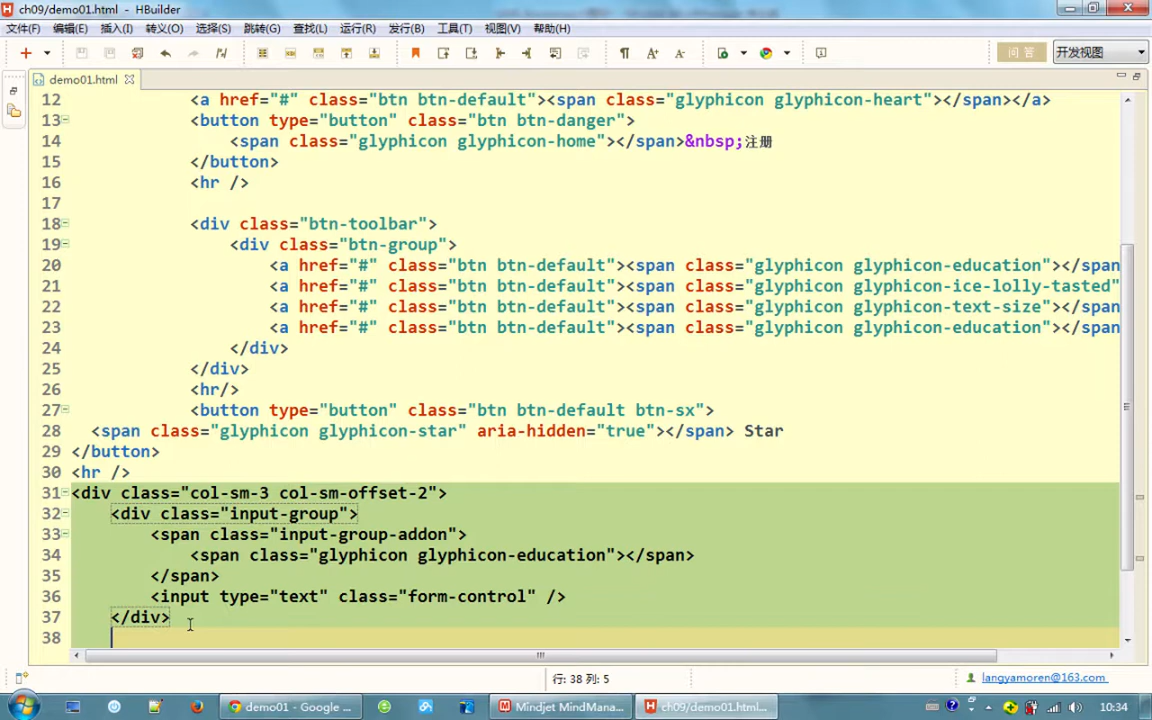 ch09/demo01.html - HBuilder
文件(F) 编辑(E) 插入(I) 转义(O) 选择(S) 跳转(G) 查找(L) 运行(R) 发行(B) 工具(T) 视图(V) 帮助(H)
问 答 开发视图
demo01.html
12 <a href="#" class="btn btn-default"><span class="glyphicon glyphicon-heart"></span></a>
13 <button type="button" class="btn btn-danger">
14 <span class="glyphicon glyphicon-home"></span>&nbsp;注册
15 </button>
16 <hr />
17
18 <div class="btn-toolbar">
19 <div class="btn-group">
20 <a href="#" class="btn btn-default"><span class="glyphicon glyphicon-education"></span
21 <a href="#" class="btn btn-default"><span class="glyphicon glyphicon-ice-lolly-tasted"
22 <a href="#" class="btn btn-default"><span class="glyphicon glyphicon-text-size"></span
23 <a href="#" class="btn btn-default"><span class="glyphicon glyphicon-education"></span
24 </div>
25 </div>
26 <hr/>
27 <button type="button" class="btn btn-default btn-sx">
28 <span class="glyphicon glyphicon-star" aria-hidden="true"></span> Star
29 </button>
30 <hr />
31 <div class="col-sm-3 col-sm-offset-2">
32 <div class="input-group">
33 <span class="input-group-addon">
34 <span class="glyphicon glyphicon-education"></span>
35 </span>
36 <input type="text" class="form-control" />
37 </div>
38
行: 38 列: 5 langyamoren@163.com
demo01 - Google ... Mindjet MindMana... ch09/demo01.html... 10:34